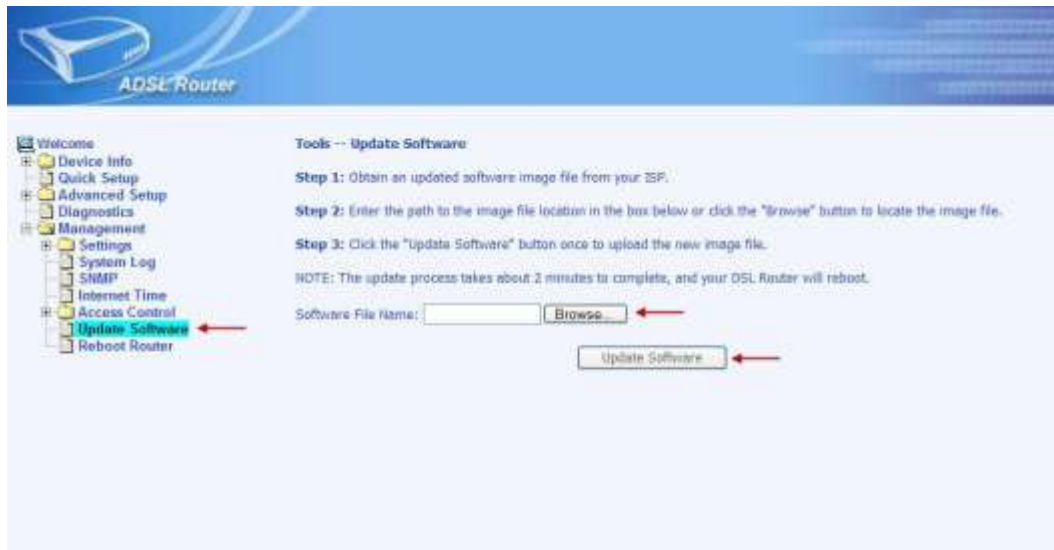 ADSL Router
Welcome
Device Info
Quick Setup
Advanced Setup
Diagnostics
Management
Settings
System Log
SNMP
Internet Time
Access Control
Update Software
Reboot Router
Tools -- Update Software
Step 1: Obtain an updated software image file from your ISP.
Step 2: Enter the path to the image file location in the box below or click the "Browse" button to locate the image file.
Step 3: Click the "Update Software" button once to upload the new image file.
NOTE: The update process takes about 2 minutes to complete, and your DSL Router will reboot.
Software File Name: Browse...
Update Software